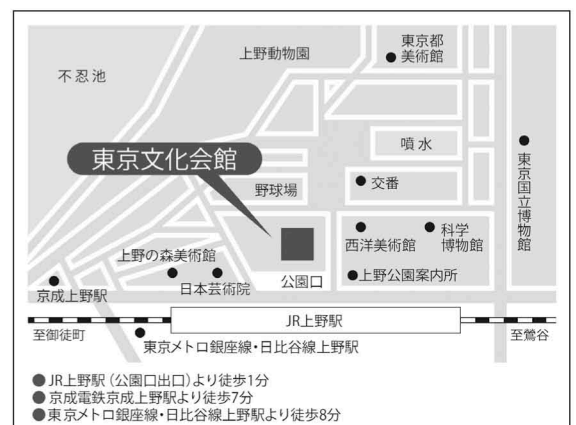 上野動物園
東京都
美術館
不忍池
噴水
東京文化会館
交番
東京国立博物館
野球場
西洋美術館
科学
博物館
上野の森美術館
日本芸術院
公園口
上野公園案内所
京成上野駅
JR上野駅
至御徒町
至鶯谷
東京メトロ銀座線・日比谷線上野駅
●JR上野駅（公園口出口）より徒歩1分
●京成電鉄京成上野駅より徒歩7分
●東京メトロ銀座線・日比谷線上野駅より徒歩8分